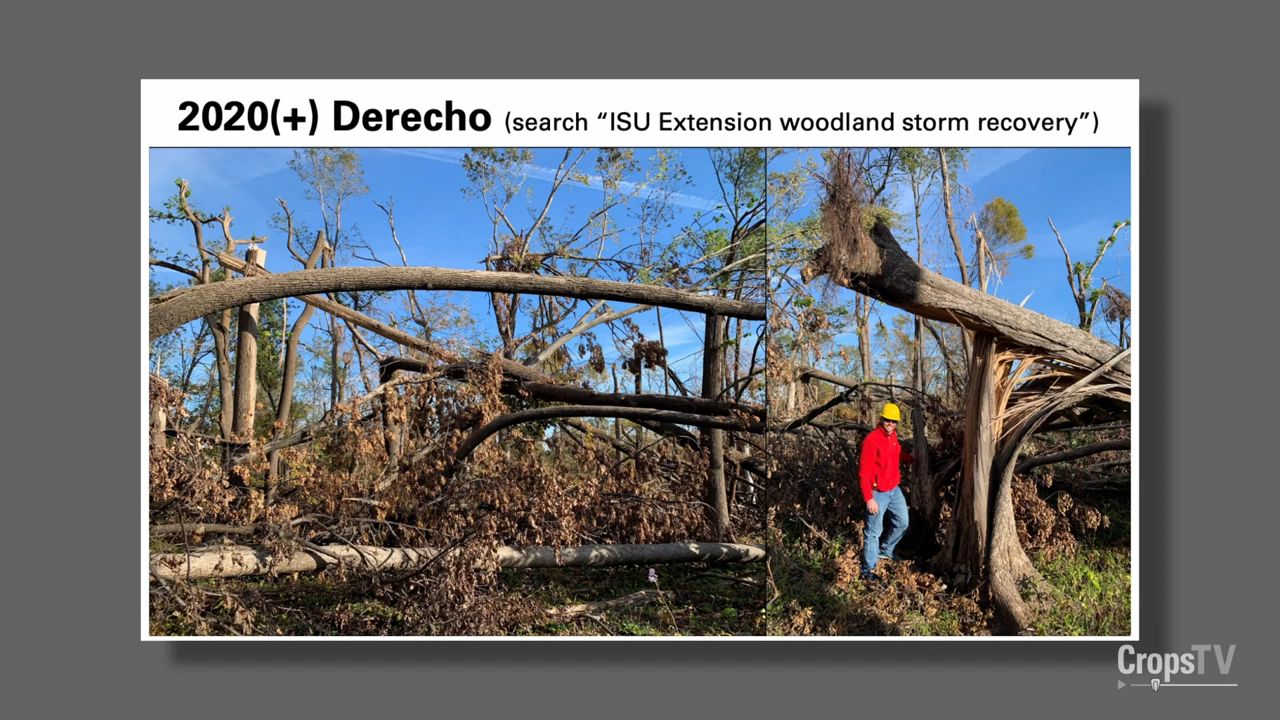 2020(+) Derecho (search “ISU Extension woodland storm recovery”)
CropsTV